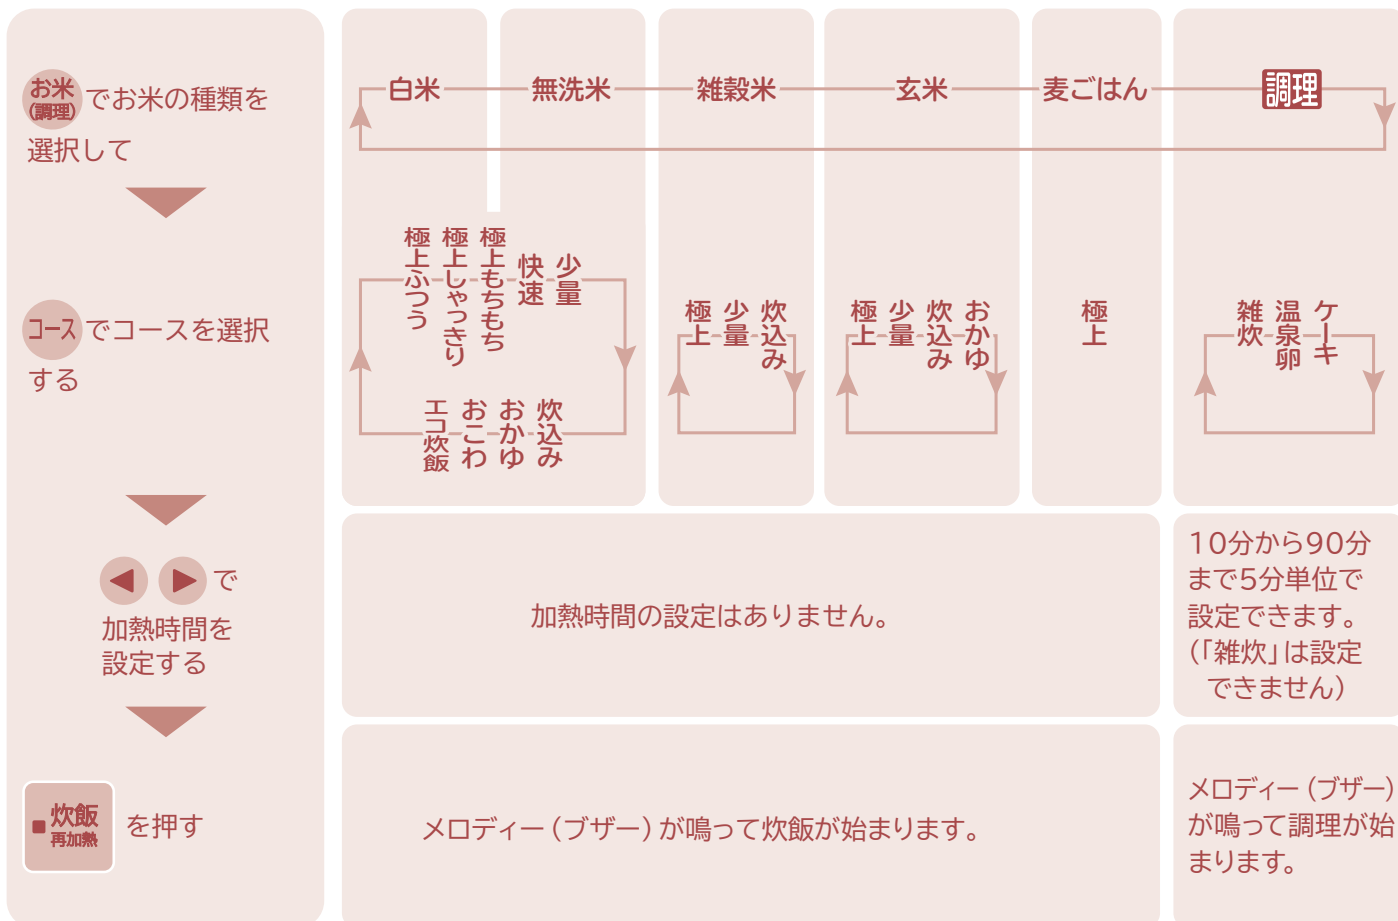 お米
(調理)
でお米の種類を
選択して
白米
無洗米
雑穀米
玄米
麦ごはん
調理
コース
でコースを選択
する
極上ふつう
極上しゃっきり
極上もちもち
快速
少量
炊込み
おかゆ
おこわ
エコ炊飯
極上
少量
炊込み
極上
少量
炊込み
おかゆ
極上
雑炊
温泉卵
ケーキ
◀ ▶ で
加熱時間を
設定する
加熱時間の設定はありません。
10分から90分
まで5分単位で
設定できます。
(「雑炊」は設定
できません)
炊飯
再加熱
を押す
メロディー(ブザー)が鳴って炊飯が始まります。
メロディー(ブザー)
が鳴って調理が始
まります。